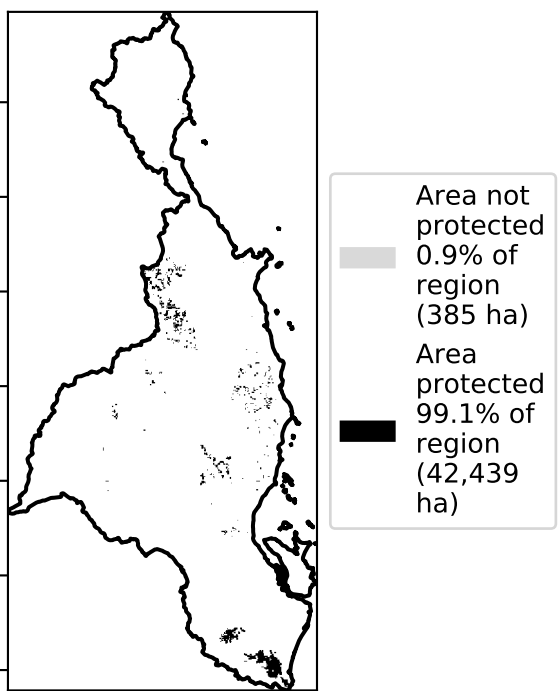 Area not
protected
0.9% of
region
(385 ha)
Area
protected
99.1% of
region
(42,439
ha)